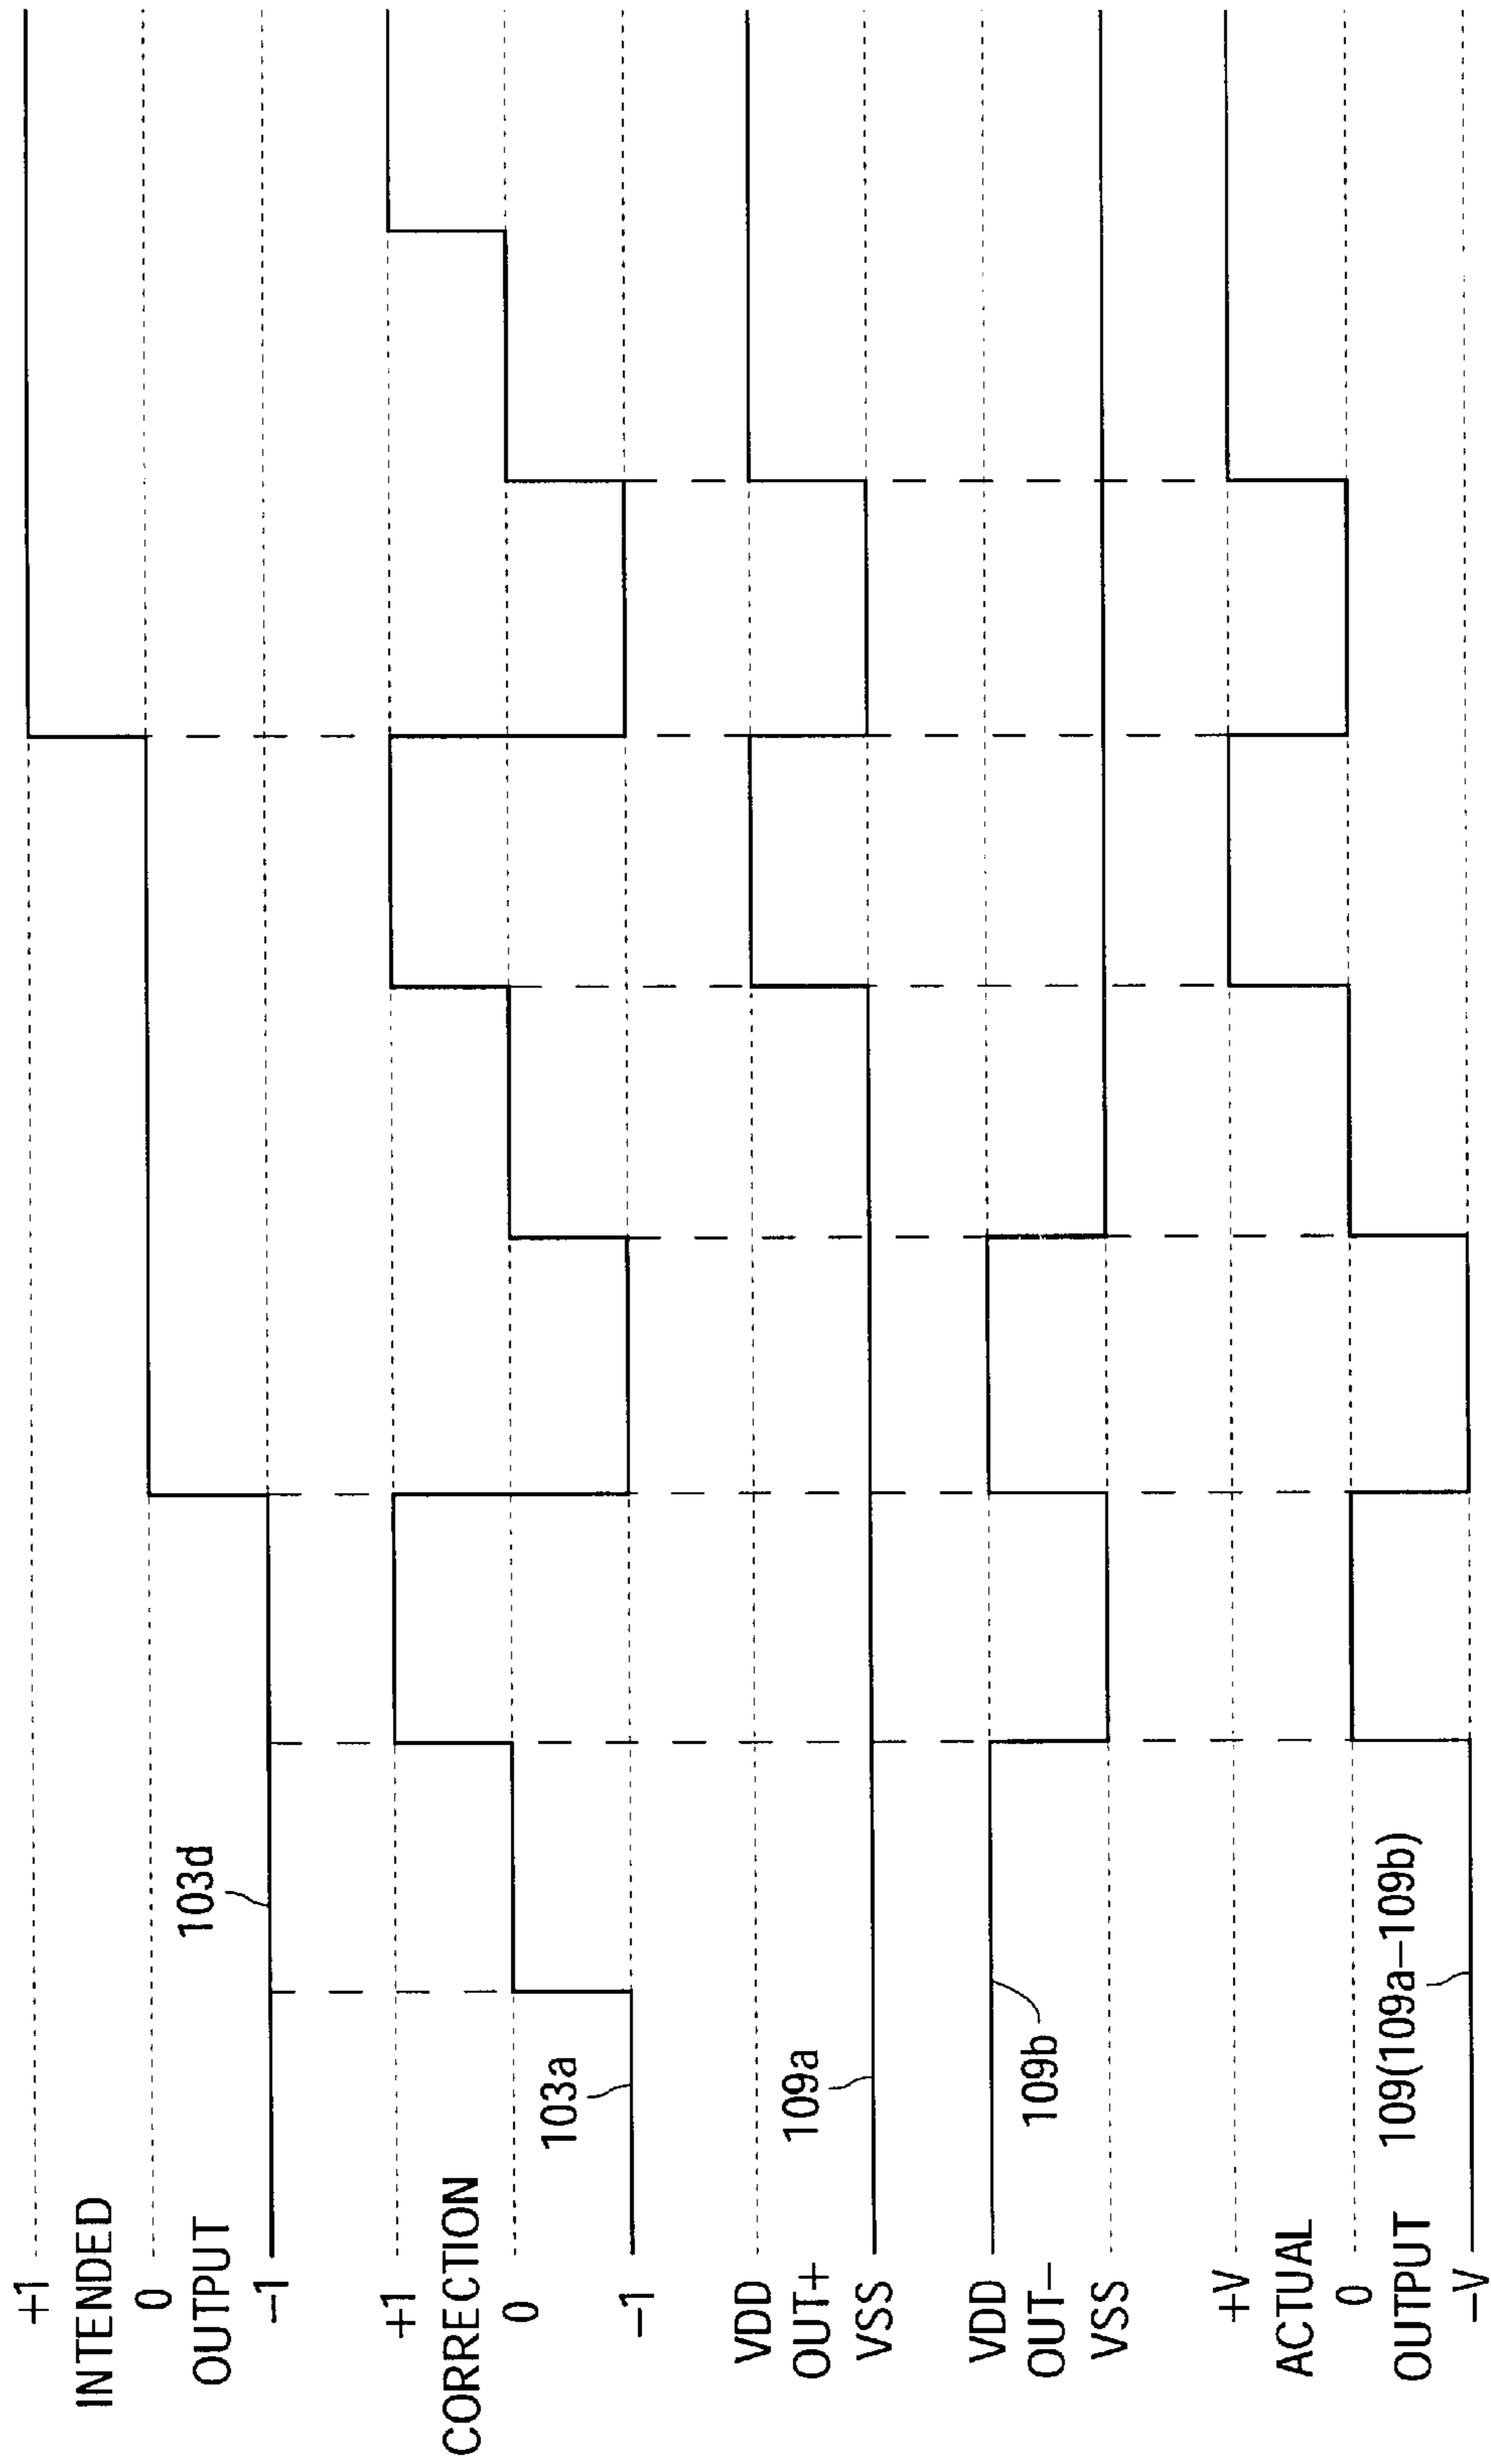 +1
INTENDED
0
OUTPUT
−1
103d
+1
CORRECTION
0
−1
103a
VDD
OUT+
VSS
109a
VDD
OUT−
VSS
109b
+V
ACTUAL
0
OUTPUT
−V
109(109a−109b)